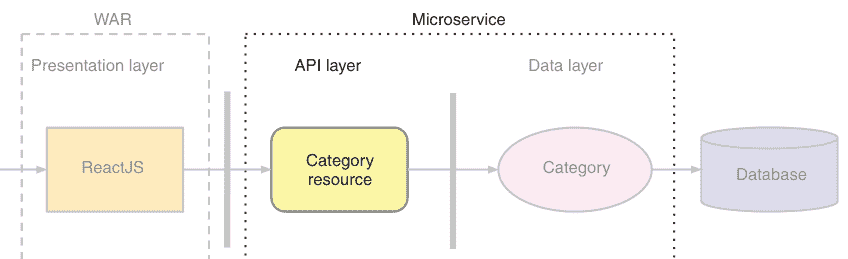 WAR
Microservice
Presentation layer
API layer
Data layer
ReactJS
Category
resource
Category
Database